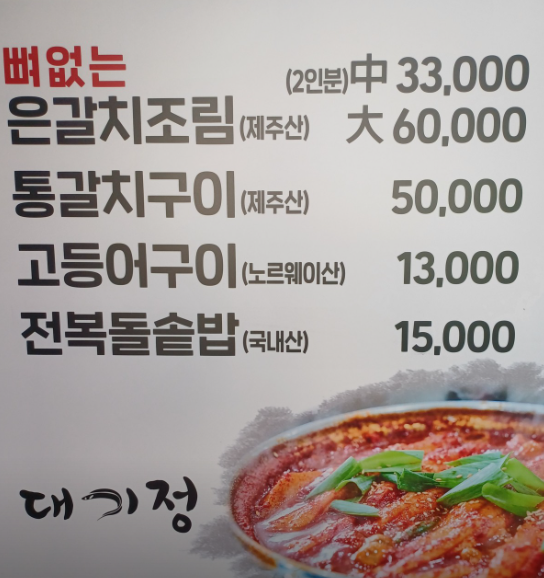 뼈없는
(2인분)中 33,000
은갈치조림(제주산) 大 60,000
통갈치구이(제주산) 50,000
고등어구이(노르웨이산) 13,000
전복돌솥밥(국내산) 15,000
대기정